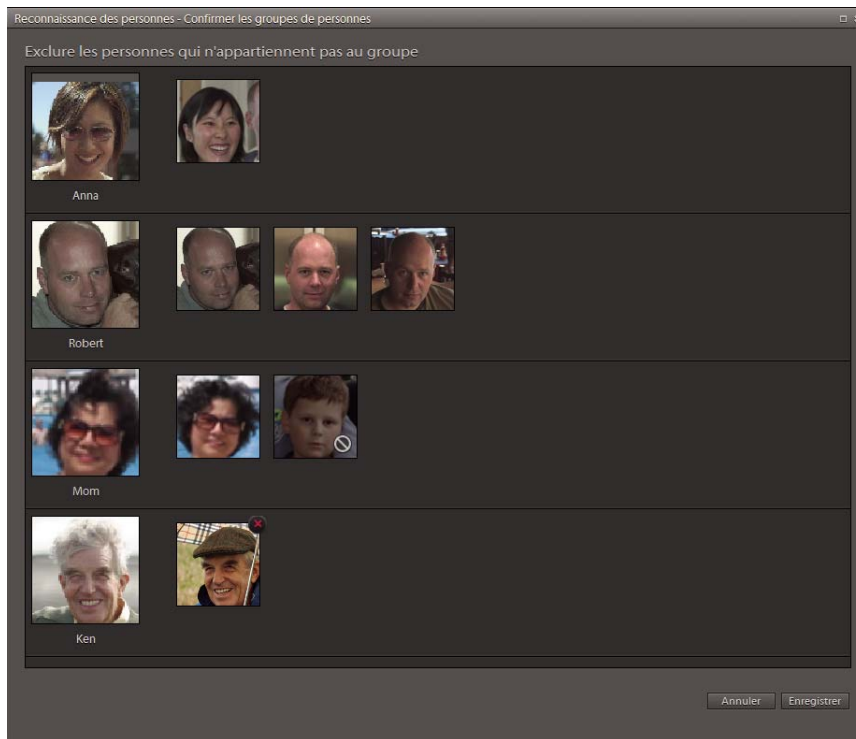 Reconnaissance des personnes - Confirmer les groupes de personnes
Exclure les personnes qui n'appartiennent pas au groupe
Anna
Robert
Mom
Ken
Annuler Enregistrer